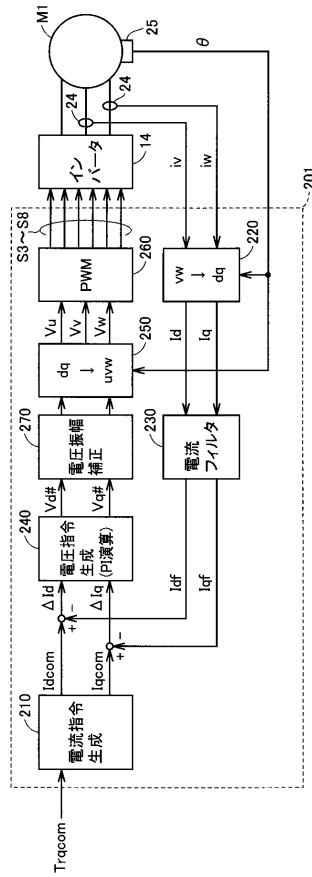 Trqcom
210
電流指令
生成
Idcom
Iqcom
+
-
+
-
ΔId
ΔIq
240
電圧指令
生成
(PI演算)
Vd#
Vq#
270
電圧振幅
補正
dq
↓
uvw
250
Vu
Vv
Vw
PWM
260
S3～S8
イン
バータ
14
24
24
M1
25
θ
iv
iw
vw
↓
dq
220
Id
Iq
230
電流
フィルタ
Idf
Iqf
201